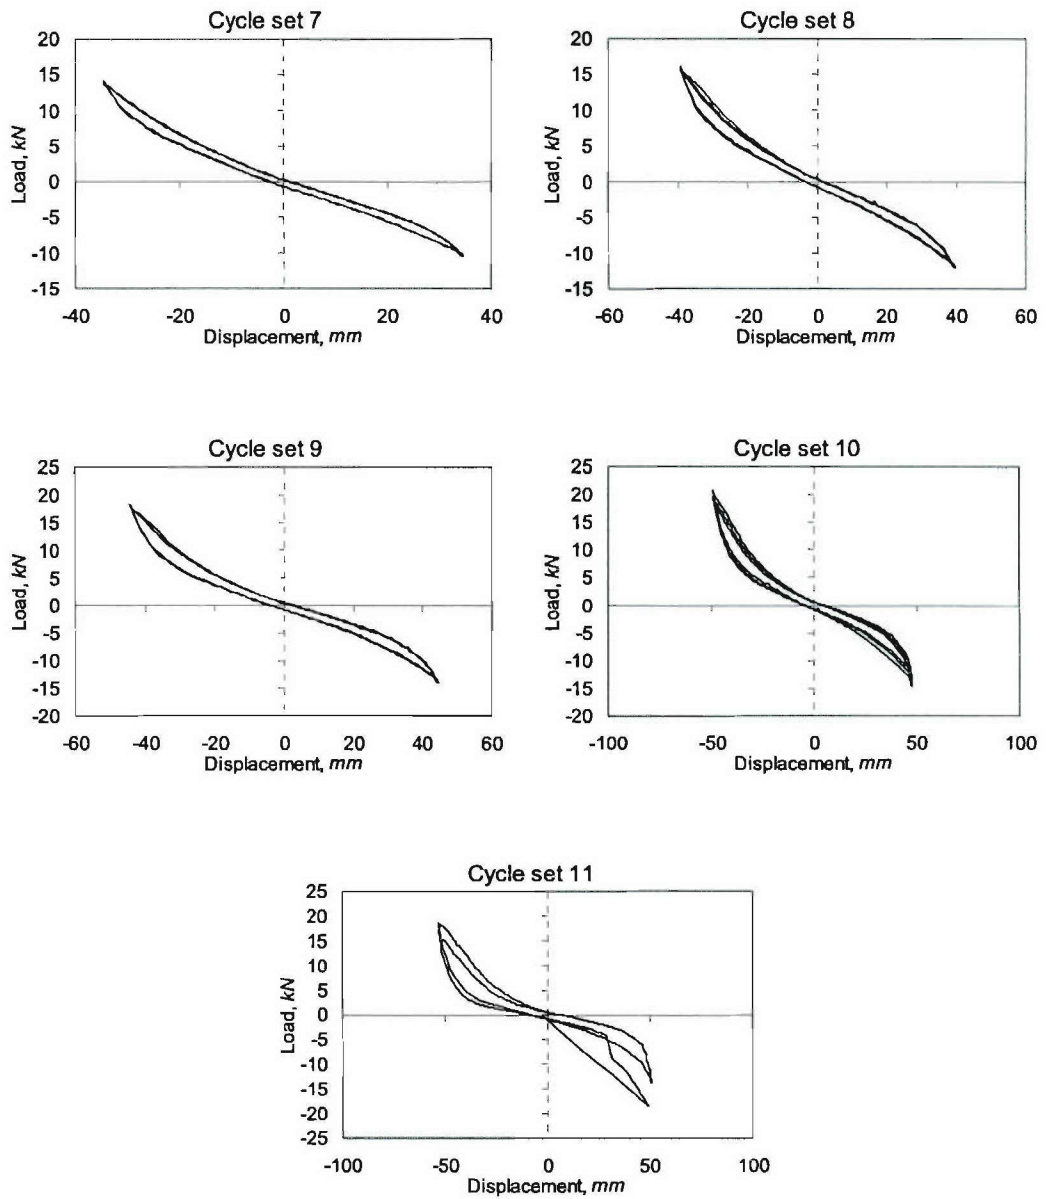 Cycle set 7
20
15
10
5
0
-5
-10
-15
Load, kN
-40 -20 0 20 40
Displacement, mm
Cycle set 8
20
15
10
5
0
-5
-10
-15
Load, kN
-60 -40 -20 0 20 40 60
Displacement, mm
Cycle set 9
25
20
15
10
5
0
-5
-10
-15
-20
Load, kN
-60 -40 -20 0 20 40 60
Displacement, mm
Cycle set 10
25
20
15
10
5
0
-5
-10
-15
-20
Load, kN
-100 -50 0 50 100
Displacement, mm
Cycle set 11
25
20
15
10
5
0
-5
-10
-15
-20
-25
Load, kN
-100 -50 0 50 100
Displacement, mm